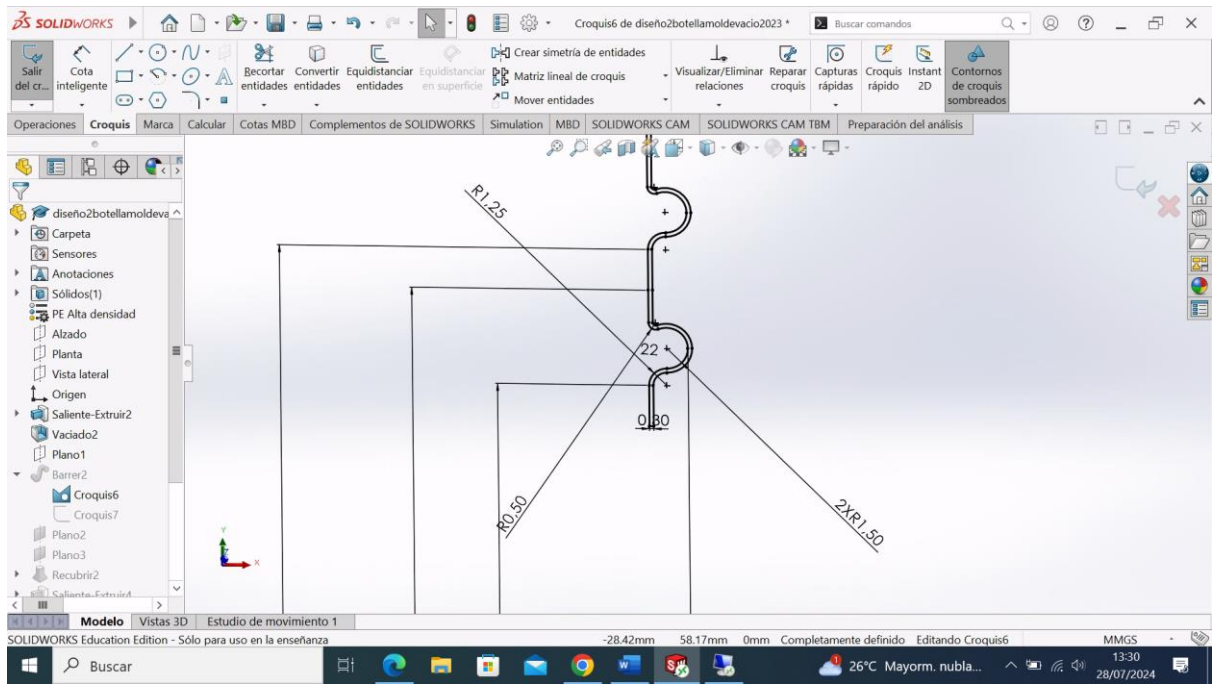 SOLIDWORKS
Croquis6 de diseño2botellamoldevacio2023 *
Buscar comandos
Salir del cr...
Cota inteligente
Recortar entidades
Convertir entidades
Equidistanciar entidades
Equidistanciar en superficie
Crear simetría de entidades
Matriz lineal de croquis
Mover entidades
Visualizar/Eliminar relaciones
Reparar croquis
Capturas rápidas
Croquis rápido
Instant 2D
Contornos de croquis sombreados
Operaciones Croquis Marca Calcular Cotas MBD Complementos de SOLIDWORKS Simulation MBD SOLIDWORKS CAM SOLIDWORKS CAM TBM Preparación del análisis
diseño2botellamoldeva
Carpeta
Sensores
Anotaciones
Sólidos(1)
PE Alta densidad
Alzado
Planta
Vista lateral
Origen
Saliente-Extruir2
Vaciado2
Plano1
Barrer2
Croquis6
Croquis7
Plano2
Plano3
Recubrir2
Saliente-Extruir4
R1,25
22
0,30
R0,50
2XR1,50
Y
Z
X
Modelo Vistas 3D Estudio de movimiento 1
SOLIDWORKS Education Edition - Sólo para uso en la enseñanza
-28.42mm 58.17mm 0mm Completamente definido Editando Croquis6 MMGS
Buscar
26°C Mayorm. nubla...
13:30
28/07/2024